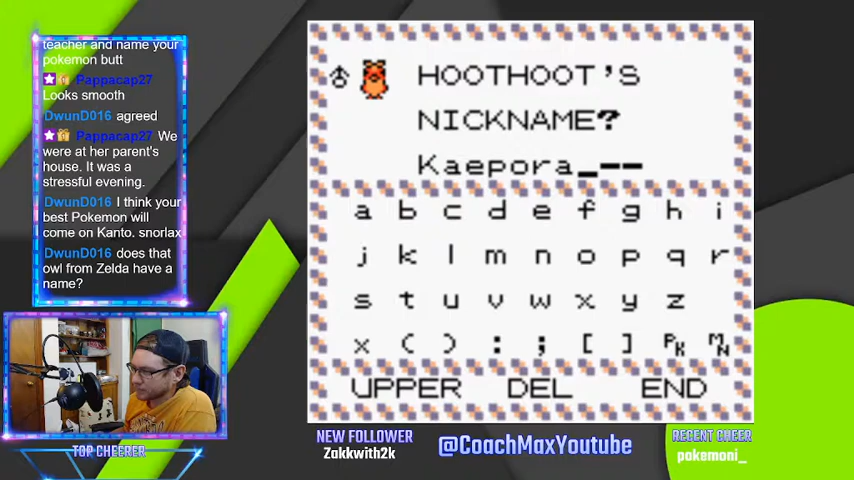 teacher and name your
pokemon butt
Pappacap27
Looks smooth
DwunD016 agreed
Pappacap27 We
were at her parent's
house. It was a
stressful evening.
DwunD016 I think your
best Pokemon will
come on Kanto. snorlax
DwunD016 does that
owl from Zelda have a
name?
HOOTHOOT'S
NICKNAME?
Kaepora
a b c d e f g h i
j k l m n o p q r
s t u v w x y z
x ( ) : ; [ ] PK MN
UPPER DEL END
TOP CHEERER
NEW FOLLOWER
Zakkwith2k
@CoachMaxYoutube
RECENT CHEER
pokemoni_